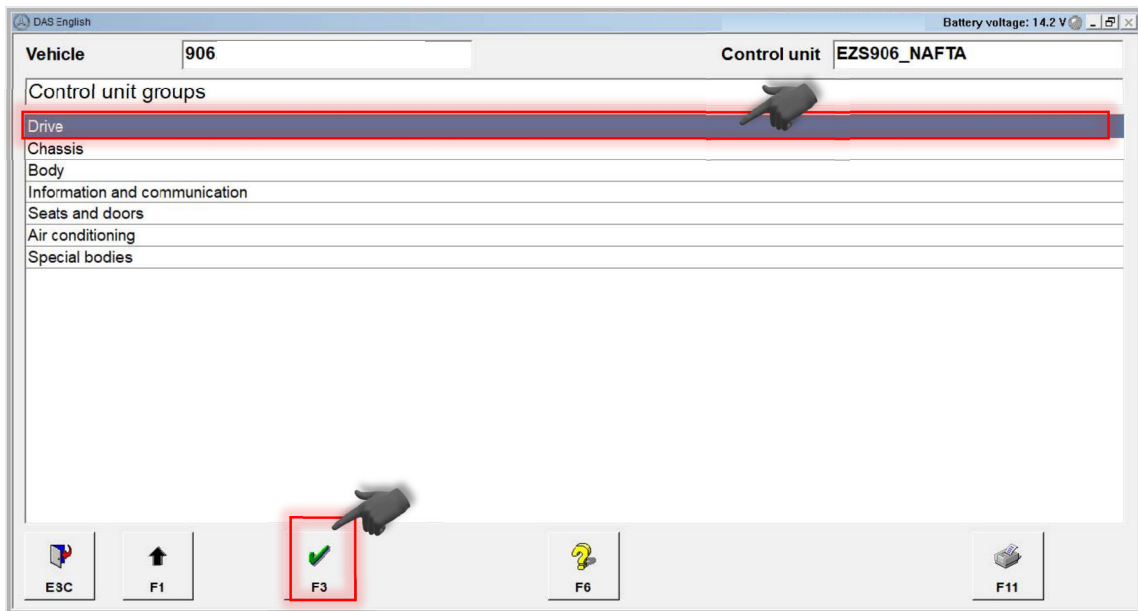 DAS English Battery voltage: 14.2 V
Vehicle 906 Control unit EZS906_NAFTA
Control unit groups
Drive
Chassis
Body
Information and communication
Seats and doors
Air conditioning
Special bodies
ESC F1 F3 F6 F11